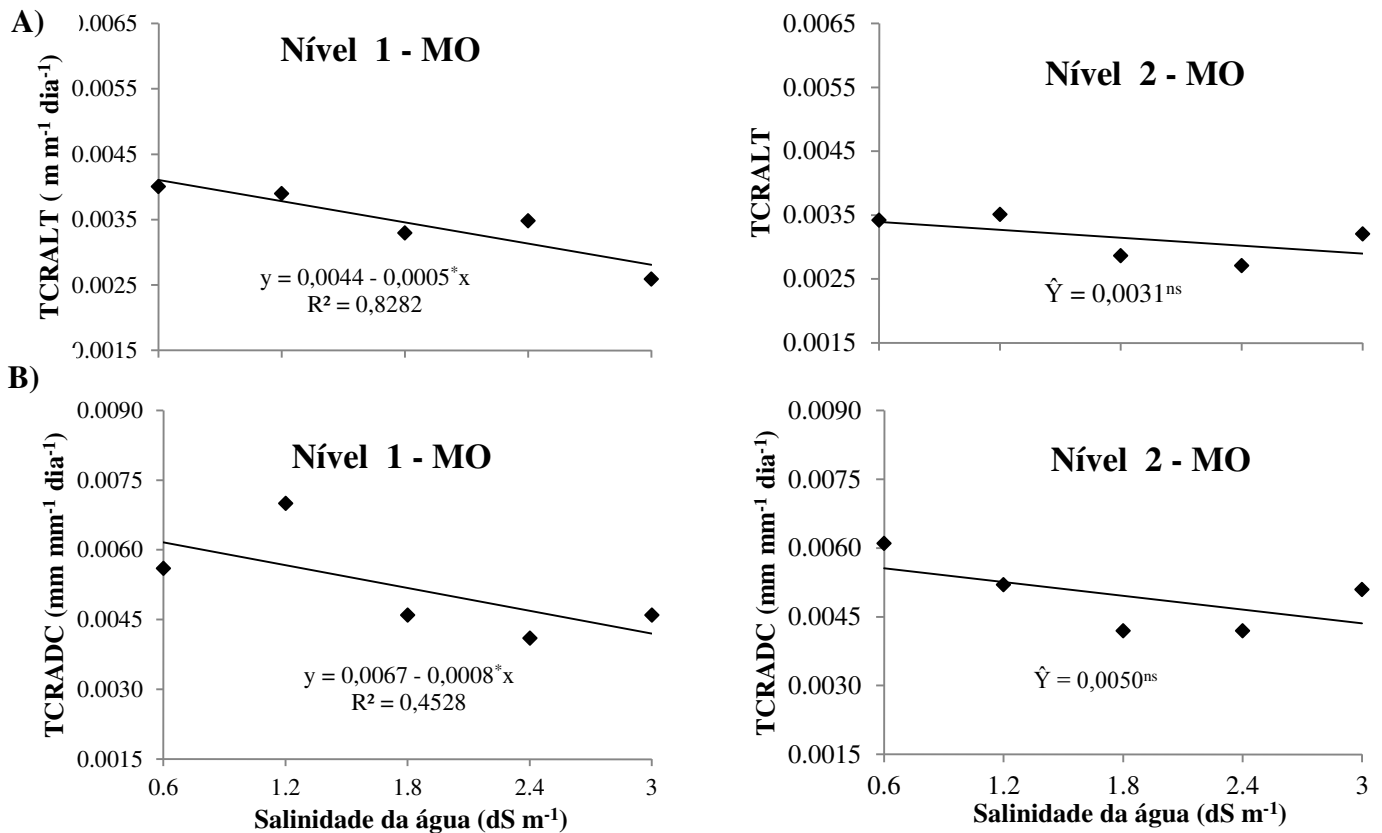 A)
Nível 1 - MO
TCRALT ( m m⁻¹ dia⁻¹)
0.0065
0.0055
0.0045
0.0035
0.0025
0.0015
y = 0,0044 - 0,0005*x
R² = 0,8282
Nível 2 - MO
TCRALT
0.0065
0.0055
0.0045
0.0035
0.0025
0.0015
Ŷ = 0,0031ⁿˢ
B)
Nível 1 - MO
TCRADC (mm mm⁻¹ dia⁻¹)
0.0090
0.0075
0.0060
0.0045
0.0030
0.0015
y = 0,0067 - 0,0008*x
R² = 0,4528
0.6 1.2 1.8 2.4 3
Salinidade da água (dS m⁻¹)
Nível 2 - MO
TCRADC (mm mm⁻¹ dia⁻¹)
0.0090
0.0075
0.0060
0.0045
0.0030
0.0015
Ŷ = 0,0050ⁿˢ
0.6 1.2 1.8 2.4 3
Salinidade da água (dS m⁻¹)